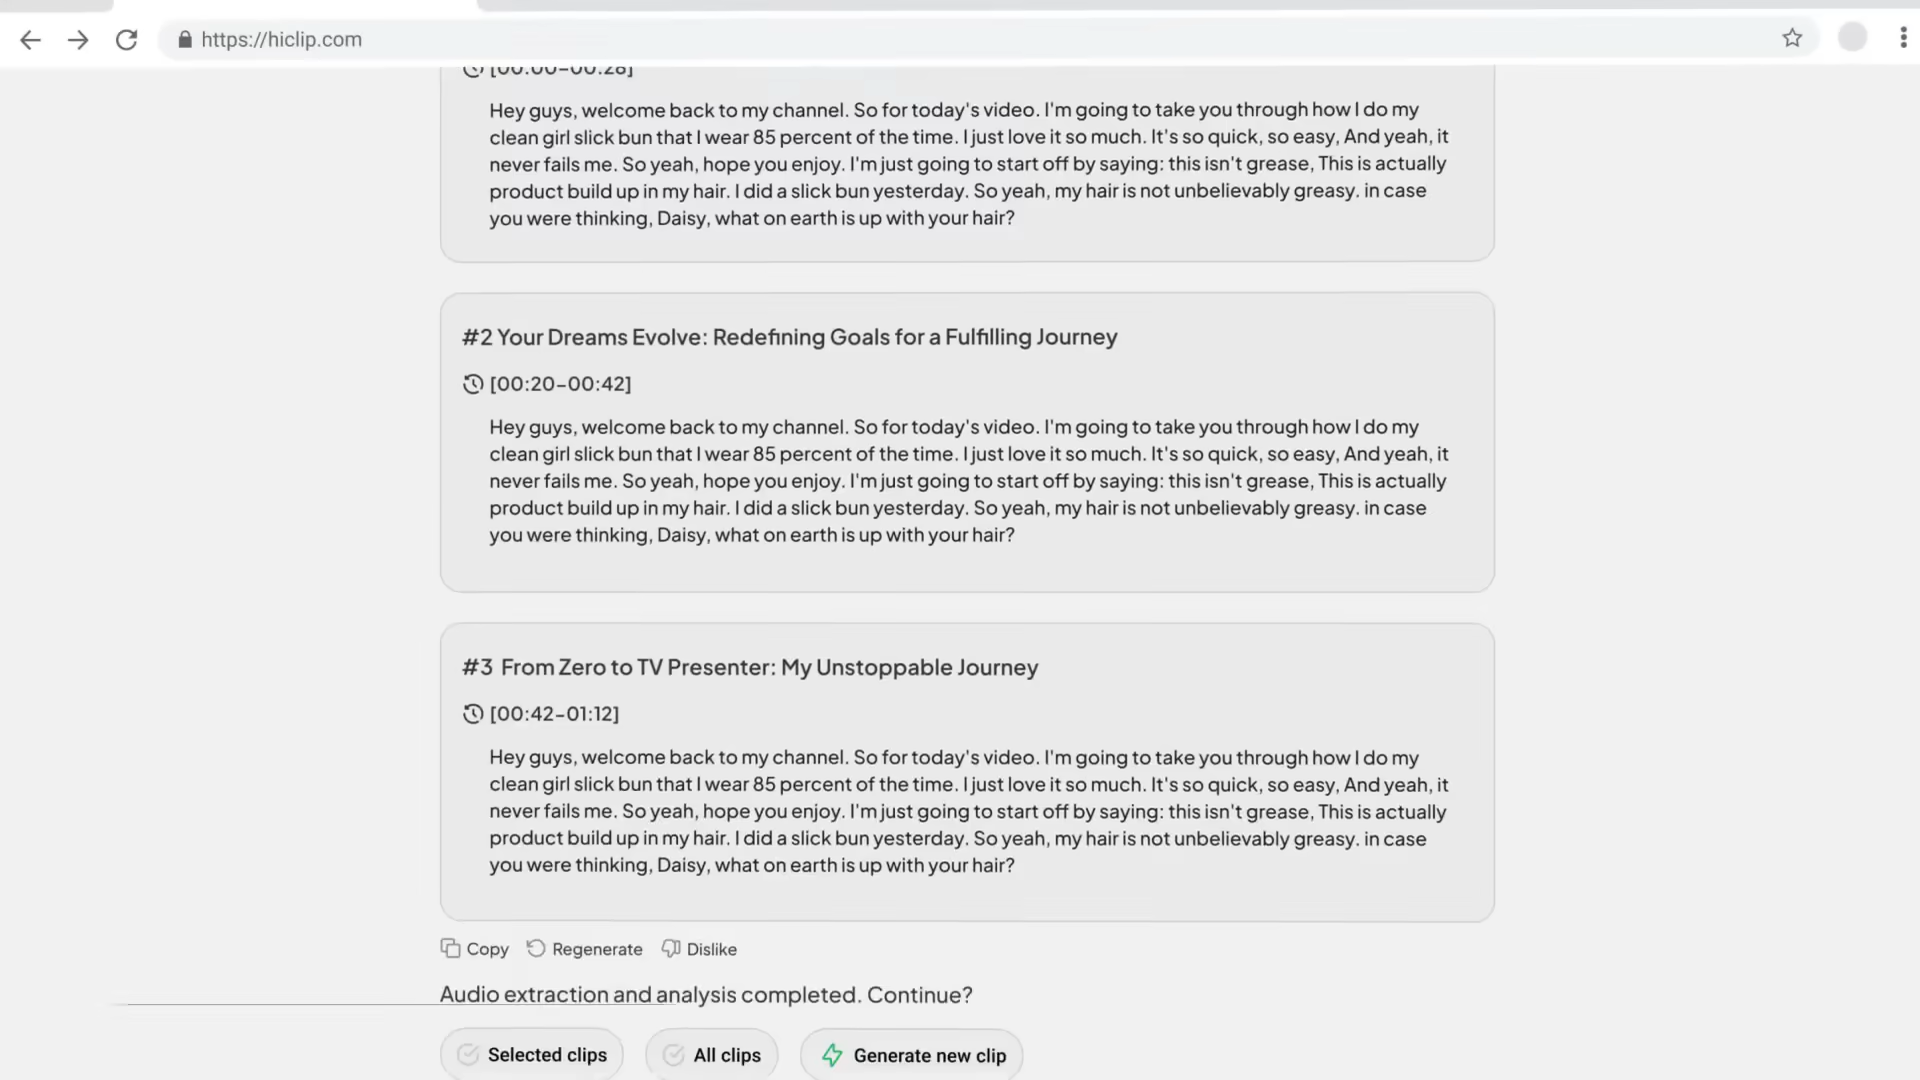 https://hiclip.com
[00:00-00:28]
Hey guys, welcome back to my channel. So for today's video. I'm going to take you through how I do my
clean girl slick bun that I wear 85 percent of the time. I just love it so much. It's so quick, so easy, And yeah, it
never fails me. So yeah, hope you enjoy. I'm just going to start off by saying: this isn't grease, This is actually
product build up in my hair. I did a slick bun yesterday. So yeah, my hair is not unbelievably greasy. in case
you were thinking, Daisy, what on earth is up with your hair?
#2 Your Dreams Evolve: Redefining Goals for a Fulfilling Journey
[00:20-00:42]
Hey guys, welcome back to my channel. So for today's video. I'm going to take you through how I do my
clean girl slick bun that I wear 85 percent of the time. I just love it so much. It's so quick, so easy, And yeah, it
never fails me. So yeah, hope you enjoy. I'm just going to start off by saying: this isn't grease, This is actually
product build up in my hair. I did a slick bun yesterday. So yeah, my hair is not unbelievably greasy. in case
you were thinking, Daisy, what on earth is up with your hair?
#3 From Zero to TV Presenter: My Unstoppable Journey
[00:42-01:12]
Hey guys, welcome back to my channel. So for today's video. I'm going to take you through how I do my
clean girl slick bun that I wear 85 percent of the time. I just love it so much. It's so quick, so easy, And yeah, it
never fails me. So yeah, hope you enjoy. I'm just going to start off by saying: this isn't grease, This is actually
product build up in my hair. I did a slick bun yesterday. So yeah, my hair is not unbelievably greasy. in case
you were thinking, Daisy, what on earth is up with your hair?
Copy Regenerate Dislike
Audio extraction and analysis completed. Continue?
Selected clips All clips Generate new clip